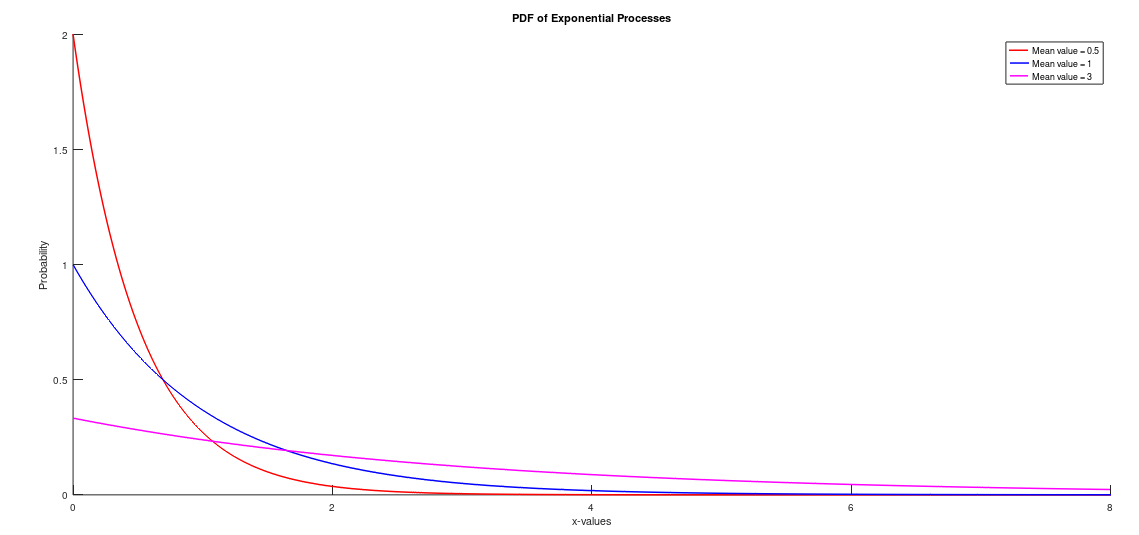 PDF of Exponential Processes
Mean value = 0.5
Mean value = 1
Mean value = 3
2
1.5
1
0.5
0
Probability
0
2
4
6
8
x-values